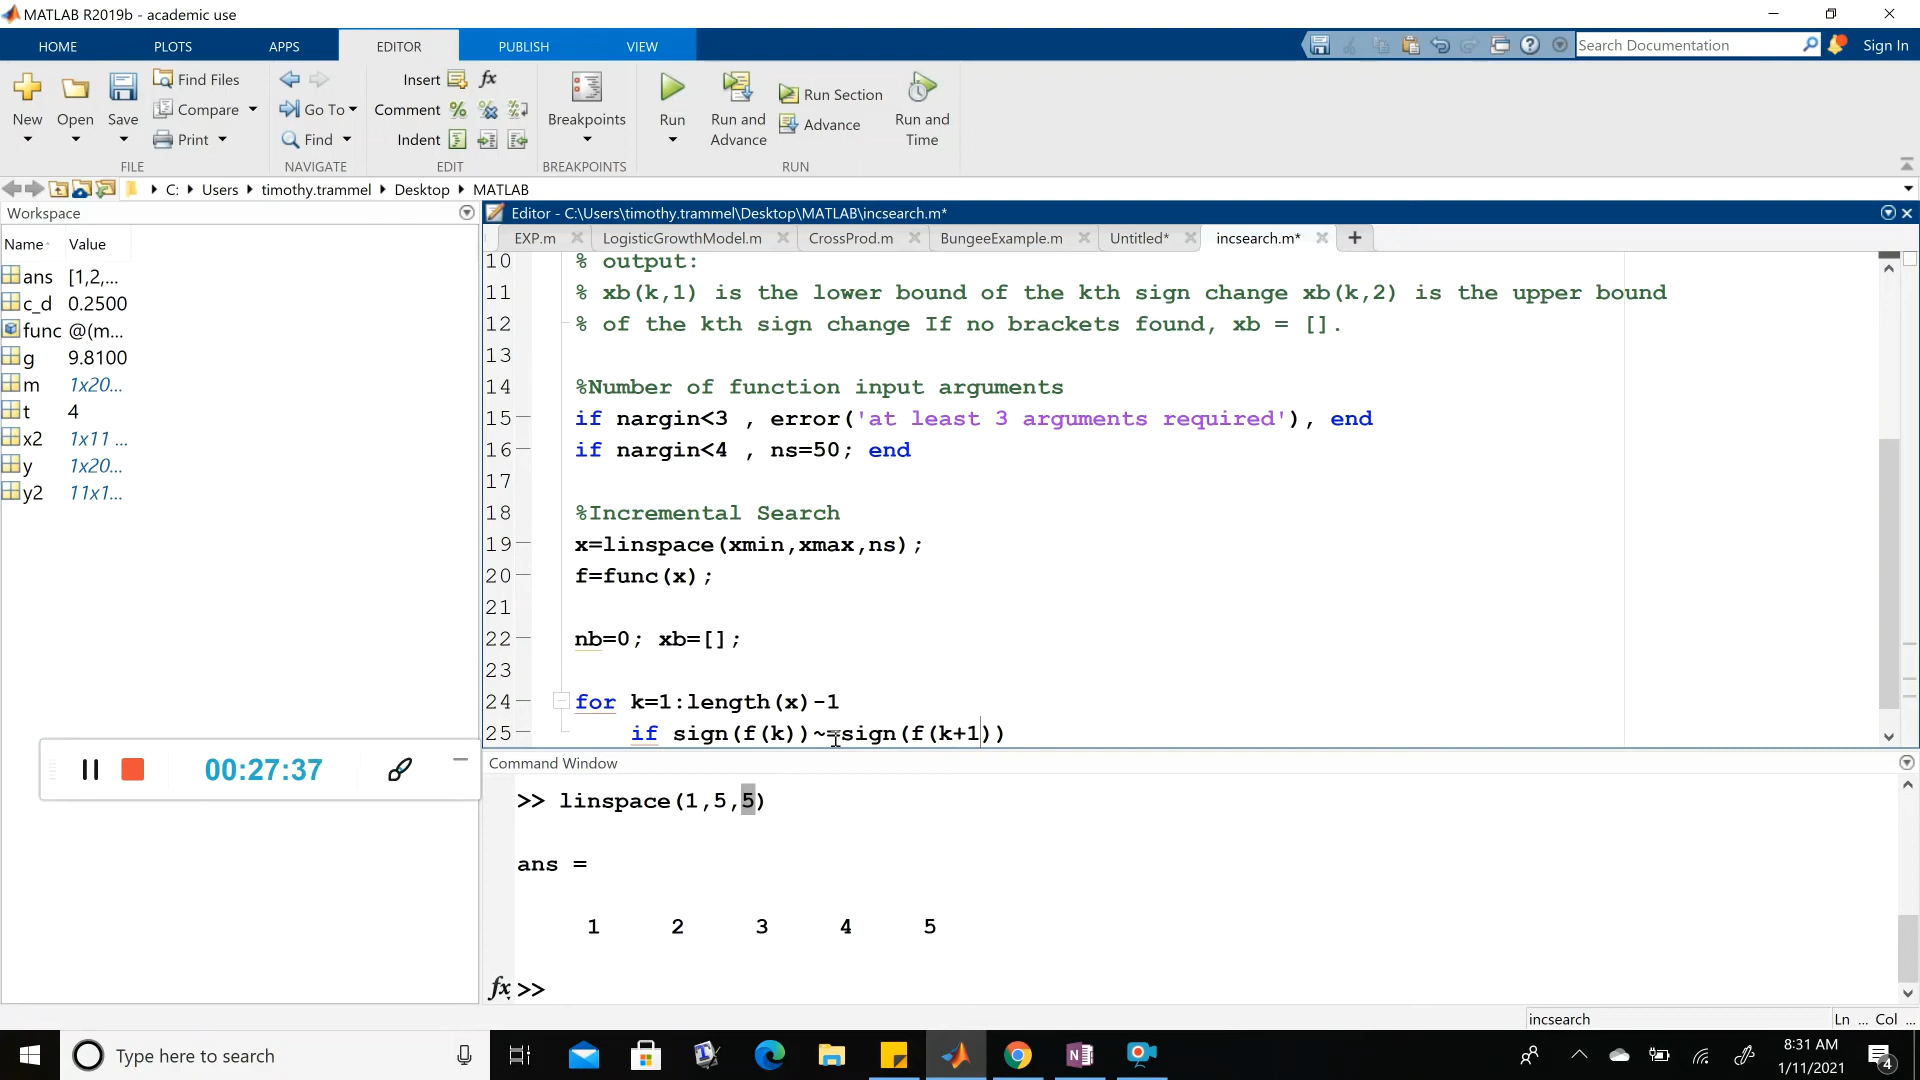 MATLAB R2019b - academic use
HOME PLOTS APPS EDITOR PUBLISH VIEW
Search Documentation
Sign In
New Open Save
Find Files
Compare
Print
FILE
Go To
Find
NAVIGATE
Insert fx
Comment
Indent
EDIT
Breakpoints
BREAKPOINTS
Run
Run and Advance
Run Section
Advance
Run and Time
RUN
C: Users timothy.trammel Desktop MATLAB
Workspace
Name Value
ans [1,2,...
c_d 0.2500
func @(m...
g 9.8100
m 1x20...
t 4
x2 1x11 ...
y 1x20...
y2 11x1...
Editor - C:\Users\timothy.trammel\Desktop\MATLAB\incsearch.m*
EXP.m LogisticGrowthModel.m CrossProd.m BungeeExample.m Untitled* incsearch.m* +
10 % output:
11 % xb(k,1) is the lower bound of the kth sign change xb(k,2) is the upper bound
12 % of the kth sign change If no brackets found, xb = [].
13
14 %Number of function input arguments
15 if nargin<3 , error('at least 3 arguments required'), end
16 if nargin<4 , ns=50; end
17
18 %Incremental Search
19 x=linspace(xmin,xmax,ns);
20 f=func(x);
21
22 nb=0; xb=[];
23
24 for k=1:length(x)-1
25 if sign(f(k))~=sign(f(k+1))
00:27:37
Command Window
>> linspace(1,5,5)
ans =
1 2 3 4 5
fx >>
incsearch
Ln ... Col ...
Type here to search
8:31 AM
1/11/2021
4